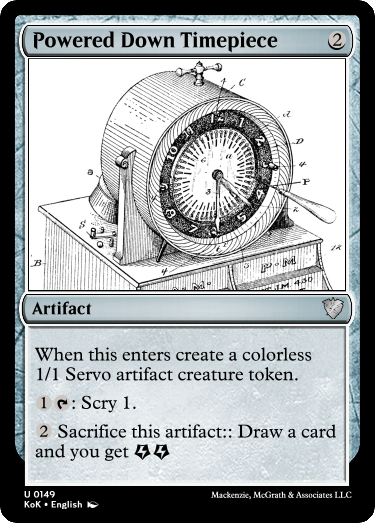 Powered Down Timepiece 2
Artifact
When this enters create a colorless
1/1 Servo artifact creature token.
1 : Scry 1.
2 Sacrifice this artifact:: Draw a card
and you get
U 0149
KoK • English
Mackenzie, McGrath & Associates LLC